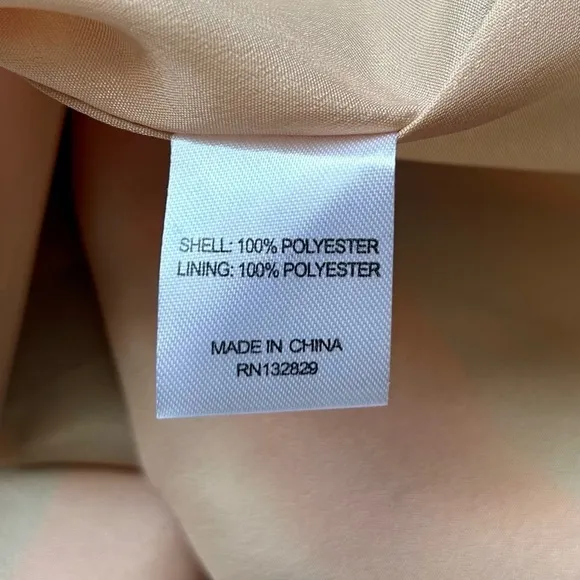 SHELL: 100% POLYESTER
LINING: 100% POLYESTER
MADE IN CHINA
RN132829